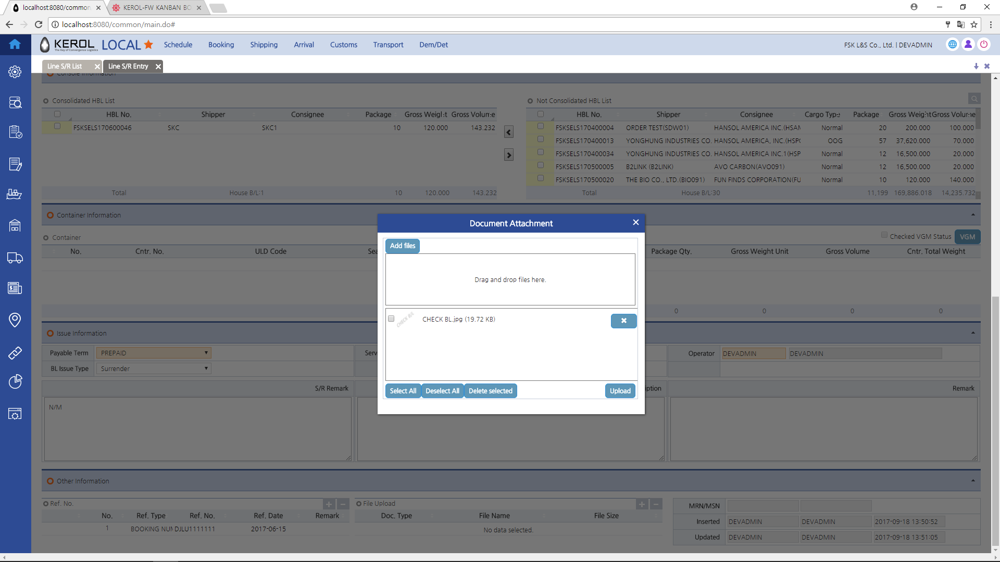 localhost:8080/common
KEROL-FW KANBAN BO
localhost:8080/common/main.do#
KEROL
The Key of Convergence Logistics
LOCAL
Schedule
Booking
Shipping
Arrival
Customs
Transport
Dem/Det
FSK L&S Co., Ltd. | DEVADMIN
Line S/R List
Line S/R Entry
Console Information
Consolidated HBL List
HBL No. Shipper Consignee Package Gross Weight Gross Volume
FSKSELS170600046 SKC SKC1 10 120.000 143.232
Total House B/L:1 10 120.000 143.232
Not Consolidated HBL List
HBL No. Shipper Consignee Cargo Type Package Gross Weight Gross Volume
FSKSELS170400004 ORDER TEST(SDW01) HANSOL AMERICA INC.(HSAN Normal 20 200.000 100.000
FSKSELS170400013 YONGHUNG INDUSTRIES CO. HANSOL AMERICA, INC.(HSPC OOG 57 37,620.000 70.000
FSKSELS170400034 YONGHUNG INDUSTRIES CO. HANSOL AMERICA INC.1(HSP Normal 12 16,500.000 20.000
FSKSELS170500005 B2LINK (B2LINK) AVO CARBON(AVO091) Normal 12 16,500.000 20.000
FSKSELS170500020 THE BIO CO., LTD.(BIO091) FUN FINDS CORPORATION(FU Normal 10 120.000 140.000
Total House B/L:30 11,199 169,886.018 14,235.732
Container Information
Container
Checked VGM Status VGM
No. Cntr. No. ULD Code Sea Package Qty. Gross Weight Unit Gross Volume Cntr. Total Weight
0 0 0 0
Document Attachment
Add files
Drag and drop files here.
CHECK B/L
CHECK BL.jpg (19.72 KB)
Select All Deselect All Delete selected Upload
Issue Information
Payable Term PREPAID Serv Operator DEVADMIN DEVADMIN
BL Issue Type Surrender
S/R Remark iption Remark
N/M
Other Information
Ref. No.
No. Ref. Type Ref. No. Ref. Date Remark
1 BOOKING NUM DJLU1111111 2017-06-15
File Upload
Doc. Type File Name File Size
No data selected.
MRN/MSN
Inserted DEVADMIN DEVADMIN 2017-09-18 13:50:52
Updated DEVADMIN DEVADMIN 2017-09-18 13:51:05